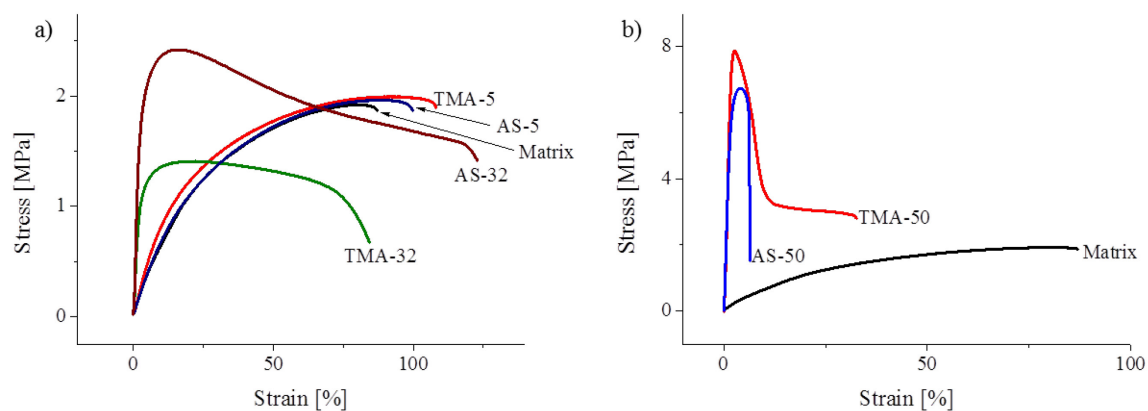 a)
Stress [MPa]
2
1
0
TMA-5
AS-5
Matrix
AS-32
TMA-32
0
50
100
Strain [%]
b)
Stress [MPa]
8
4
0
TMA-50
AS-50
Matrix
0
50
100
Strain [%]